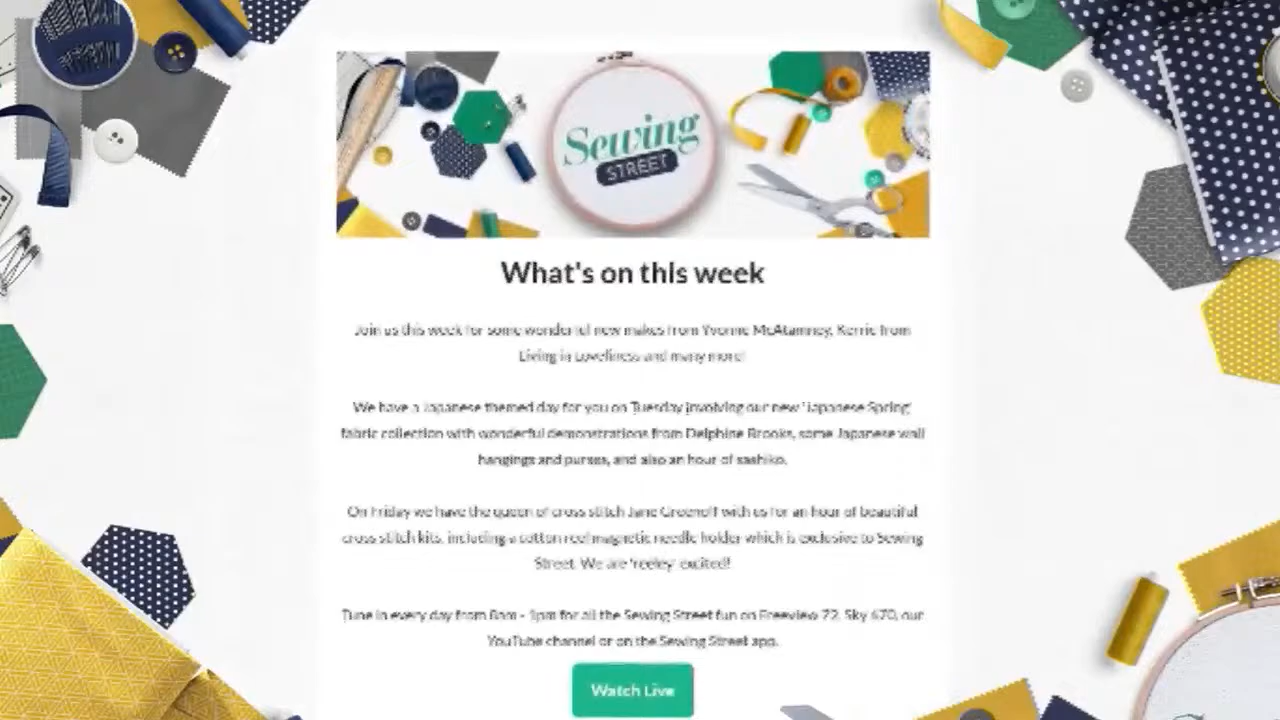 Sewing
STREET
What's on this week
Join us this week for some wonderful new makes from Yvonne McAtamney, Kerrie from
Living in Loveliness and many more!
We have a Japanese themed day for you on Tuesday involving our new 'Japanese Spring'
fabric collection with wonderful demonstrations from Delphine Brooks, some Japanese wall
hangings and purses, and also an hour of sashiko.
On Friday we have the queen of cross stitch Jane Greenoff with us for an hour of beautiful
cross stitch kits, including a cotton reel magnetic needle holder which is exclusive to Sewing
Street. We are 'reeley' excited!
Tune in every day from 8am - 1pm for all the Sewing Street fun on Freeview 72, Sky 670, our
YouTube channel or on the Sewing Street app.
Watch Live